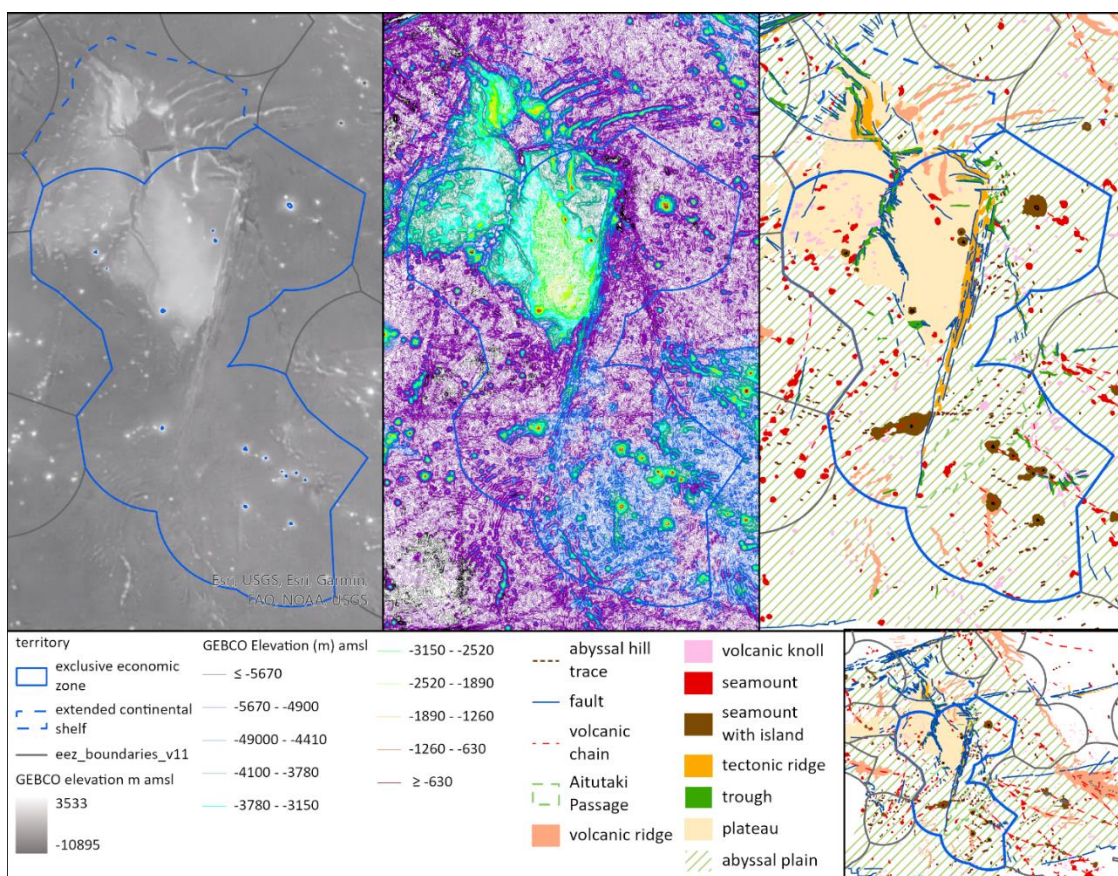 Esri, USGS, Esri, Garmin,
FAO, NOAA, USGS
territory
exclusive economic
zone
extended continental
shelf
eez_boundaries_v11
GEBCO elevation m amsl
3533
-10895
GEBCO Elevation (m) amsl
≤ -5670
-5670 - -4900
-49000 - -4410
-4100 - -3780
-3780 - -3150
-3150 - -2520
-2520 - -1890
-1890 - -1260
-1260 - -630
≥ -630
abyssal hill
trace
fault
volcanic
chain
Aitutaki
Passage
volcanic ridge
volcanic knoll
seamount
seamount
with island
tectonic ridge
trough
plateau
abyssal plain